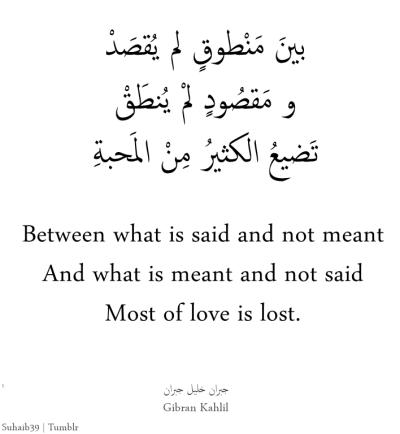 بينَ مَنْطوقٍ لم يُقصَدْ
و مَقصُودٍ لمْ يُنطَقْ
تَضيعُ الكثيرُ مِنْ المَحبةِ
Between what is said and not meant
And what is meant and not said
Most of love is lost.
جبران خليل جبران
Gibran Kahlil
Suhaib39 | Tumblr